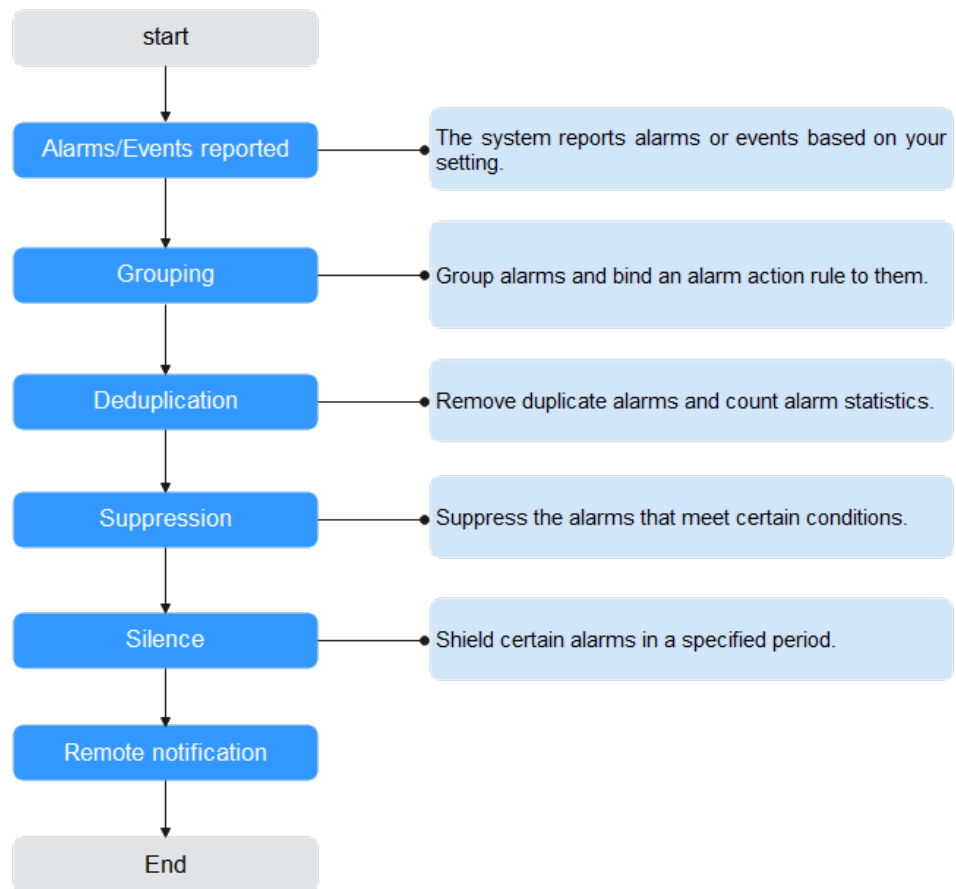 start
Alarms/Events reported
The system reports alarms or events based on your
setting.
Grouping
Group alarms and bind an alarm action rule to them.
Deduplication
Remove duplicate alarms and count alarm statistics.
Suppression
Suppress the alarms that meet certain conditions.
Silence
Shield certain alarms in a specified period.
Remote notification
End